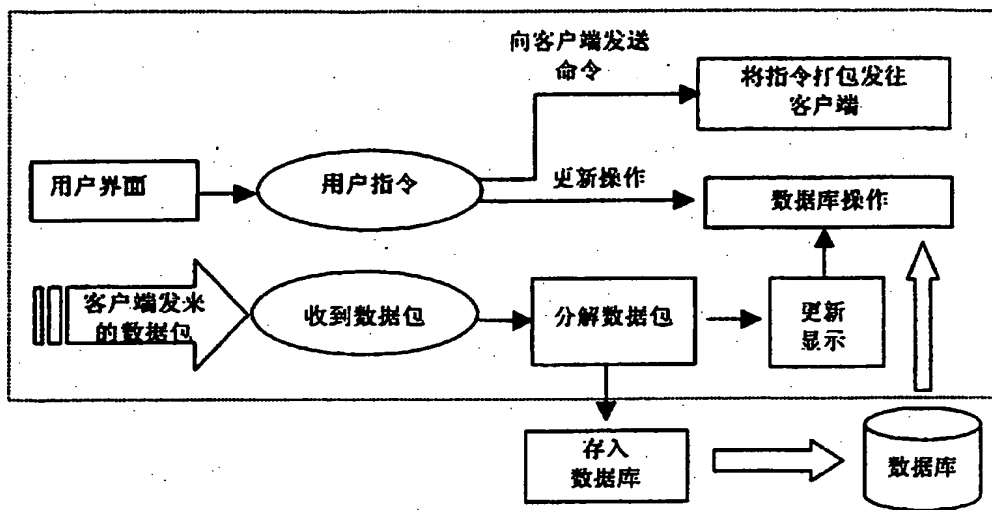 向客户端发送
命令
将指令打包发往
客户端
用户界面
用户指令
更新操作
数据库操作
客户端发来
的数据包
收到数据包
分解数据包
更新
显示
存入
数据库
数据库